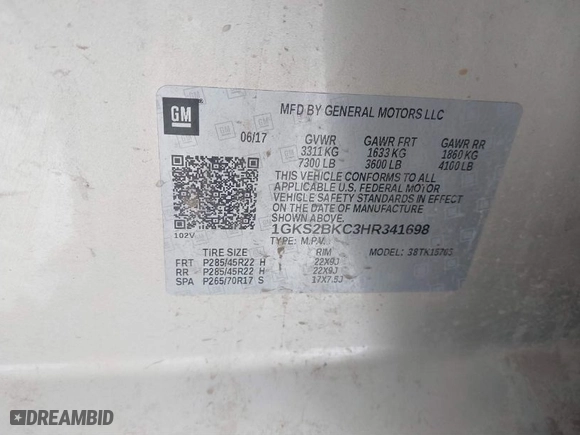 GM
MFD BY GENERAL MOTORS LLC
06/17 GVWR GAWR FRT GAWR RR
3311 KG 1633 KG 1860 KG
7300 LB 3600 LB 4100 LB
THIS VEHICLE CONFORMS TO ALL
APPLICABLE U.S. FEDERAL MOTOR
VEHICLE SAFETY STANDARDS IN EFFECT
ON THE DATE OF MANUFACTURE
SHOWN ABOVE.
1GKS2BKC3HR341698
TYPE: M.P.V. MODEL:
102V
TIRE SIZE RIM
FRT P285/45R22 H 22X9J
RR P285/45R22 H 22X9J
SPA P265/70R17 S 17X7.5J
DREAMBID